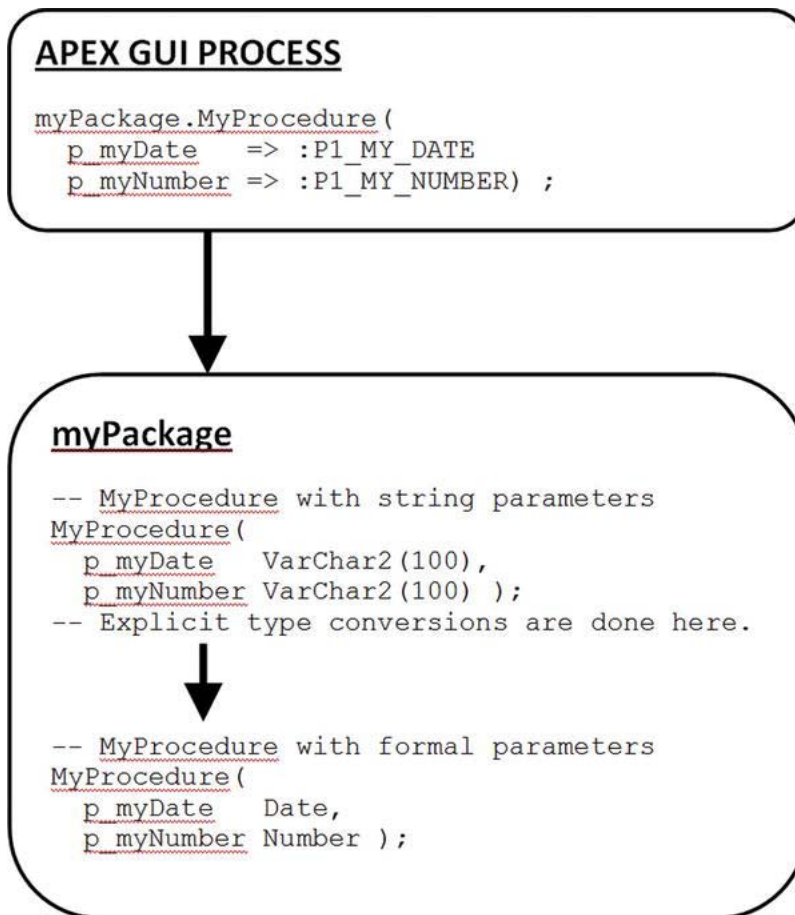 APEX GUI PROCESS
myPackage.MyProcedure(
p_myDate => :P1_MY_DATE
p_myNumber => :P1_MY_NUMBER) ;
myPackage
-- MyProcedure with string parameters
MyProcedure(
p_myDate VarChar2(100),
p_myNumber VarChar2(100) );
-- Explicit type conversions are done here.
-- MyProcedure with formal parameters
MyProcedure(
p_myDate Date,
p_myNumber Number );